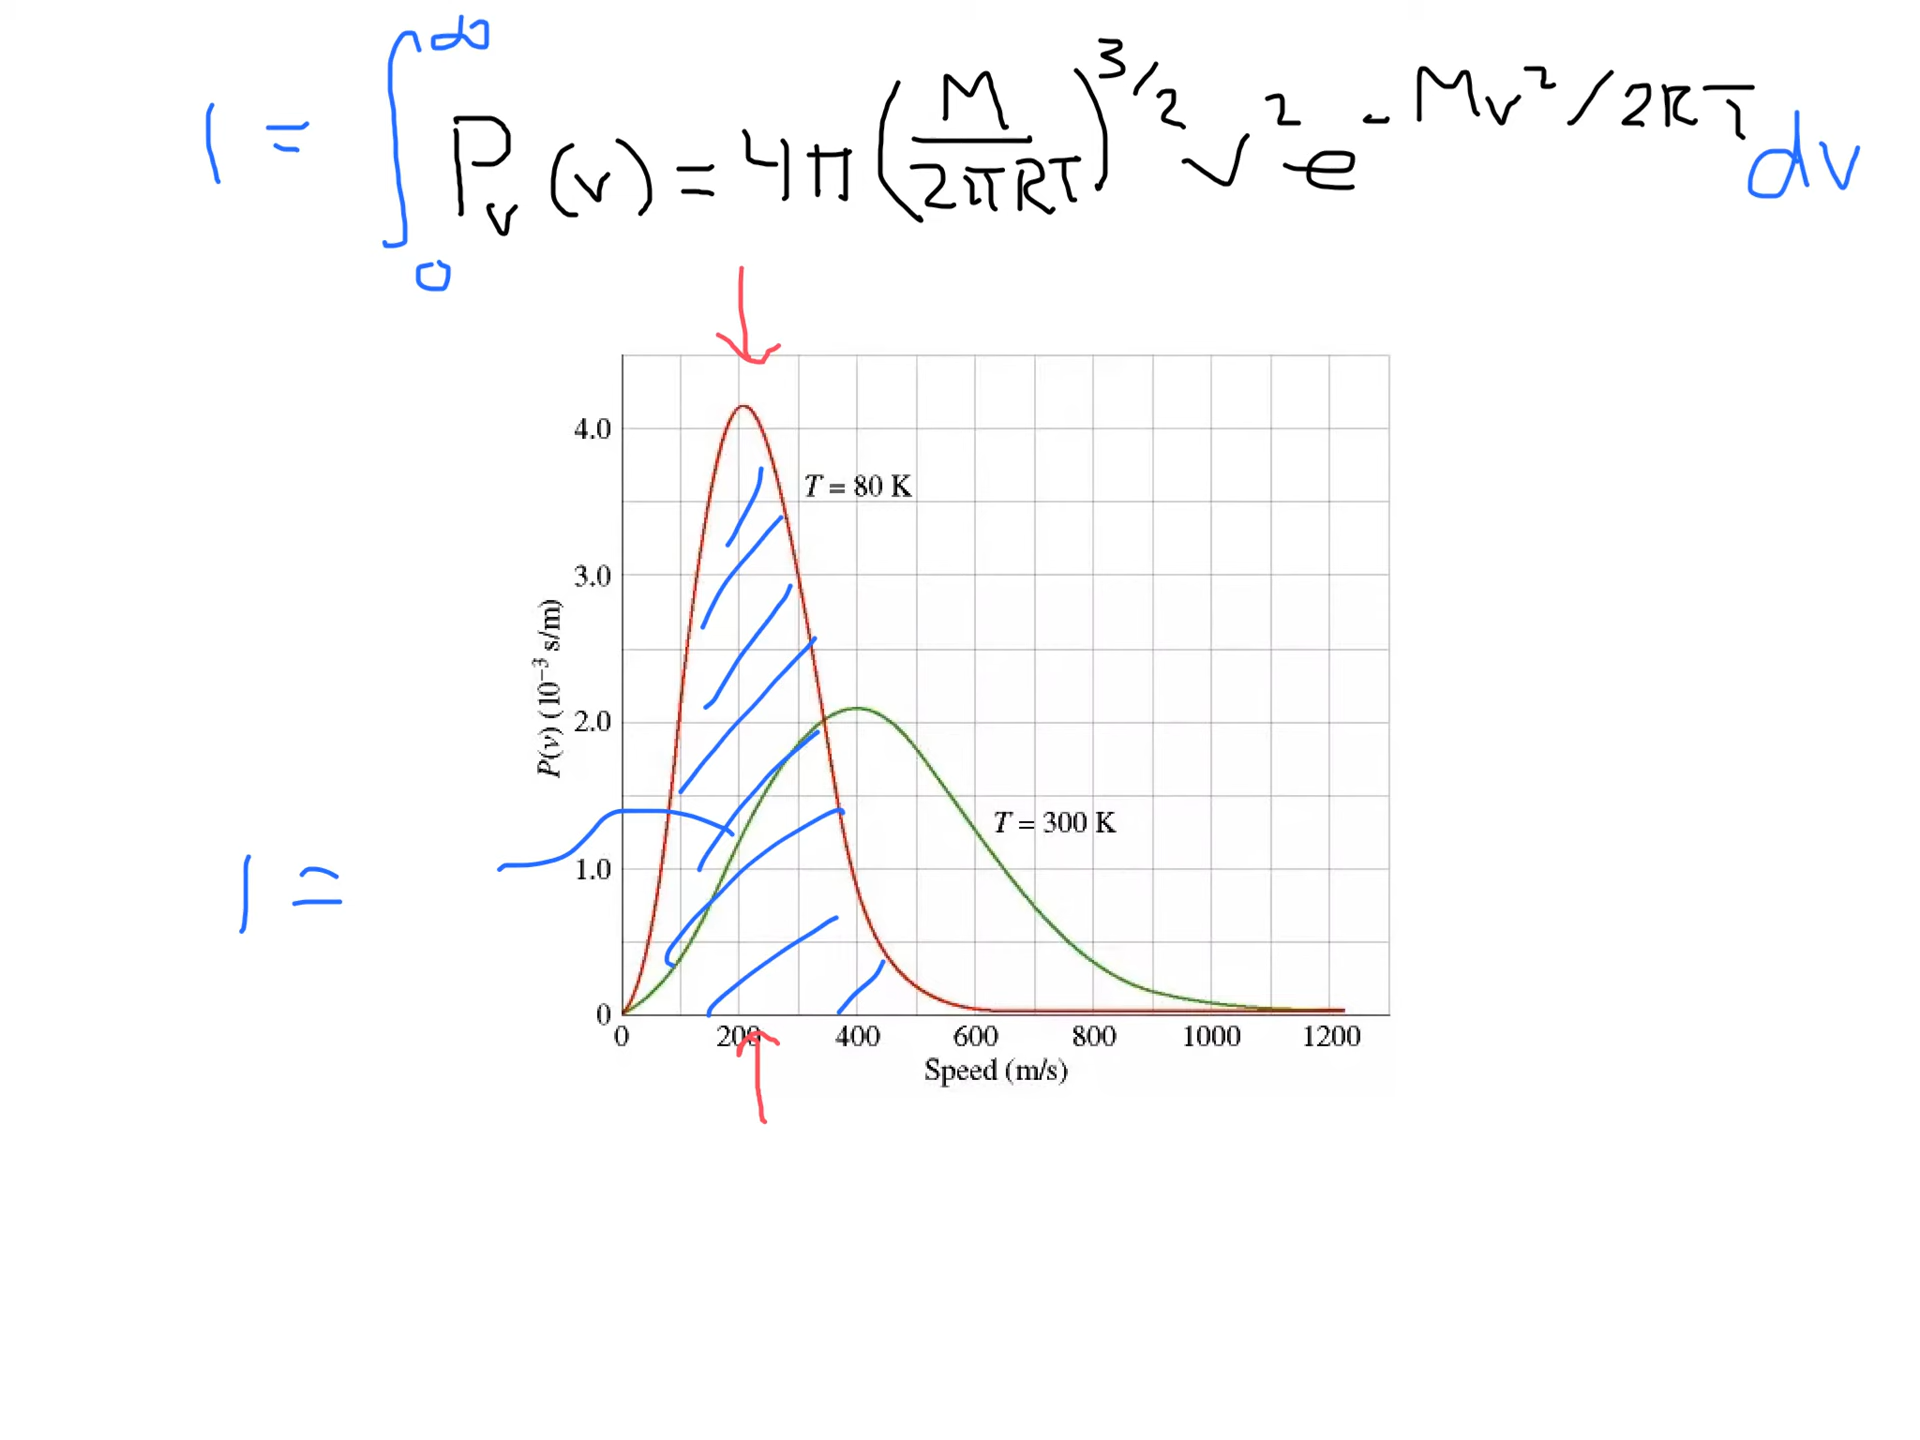 1 = ∫₀^∞ Pᵥ(v) = 4π (M/2πRT)^3/2 v² e^-Mv²/2RT dv
4.0
T = 80 K
3.0
P(v) (10⁻³ s/m)
2.0
T = 300 K
1.0
1 =
0
0 200 400 600 800 1000 1200
Speed (m/s)